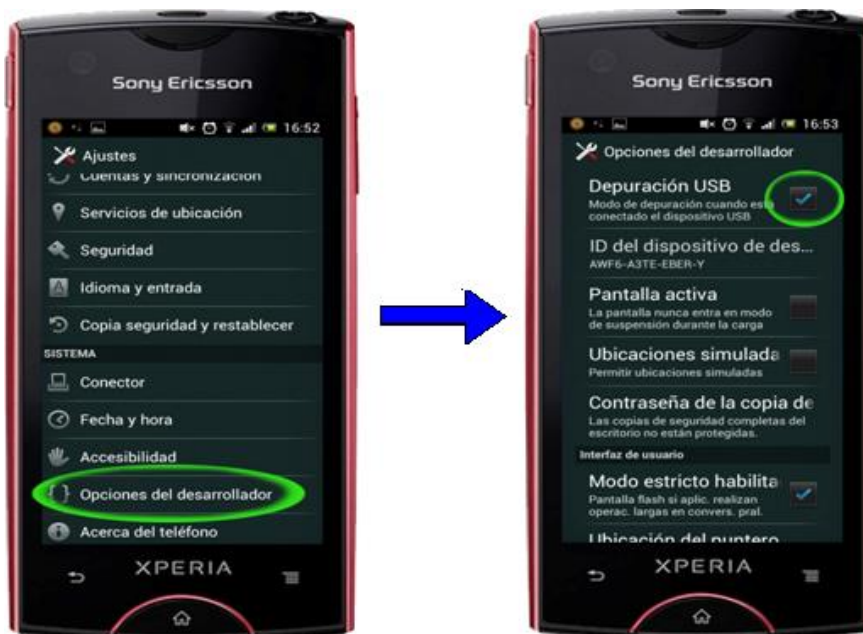 Sony Ericsson
16:52
Ajustes
Cuentas y sincronización
Servicios de ubicación
Seguridad
Idioma y entrada
Copia seguridad y restablecer
SISTEMA
Conector
Fecha y hora
Accesibilidad
Opciones del desarrollador
Acerca del teléfono
XPERIA
Sony Ericsson
16:53
Opciones del desarrollador
Depuración USB
Modo de depuración cuando está
conectado el dispositivo USB
ID del dispositivo de des...
AWF6-A3TE-EBER-Y
Pantalla activa
La pantalla nunca entra en modo
de suspensión durante la carga
Ubicaciones simulada
Permitir ubicaciones simuladas
Contraseña de la copia de
Las copias de seguridad completas del
escritorio no están protegidas.
Interfaz de usuario
Modo estricto habilita
Pantalla flash si aplic. realizan
operac. largas en convers. pral.
Ubicación del puntero
XPERIA